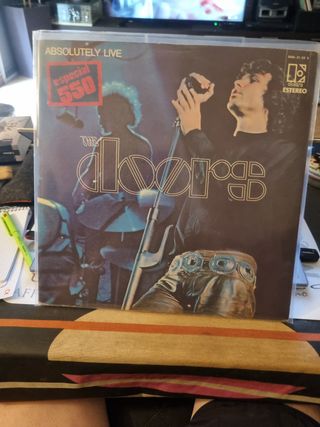 ABSOLUTELY LIVE
especial
550
ESTEREO
THE
doors